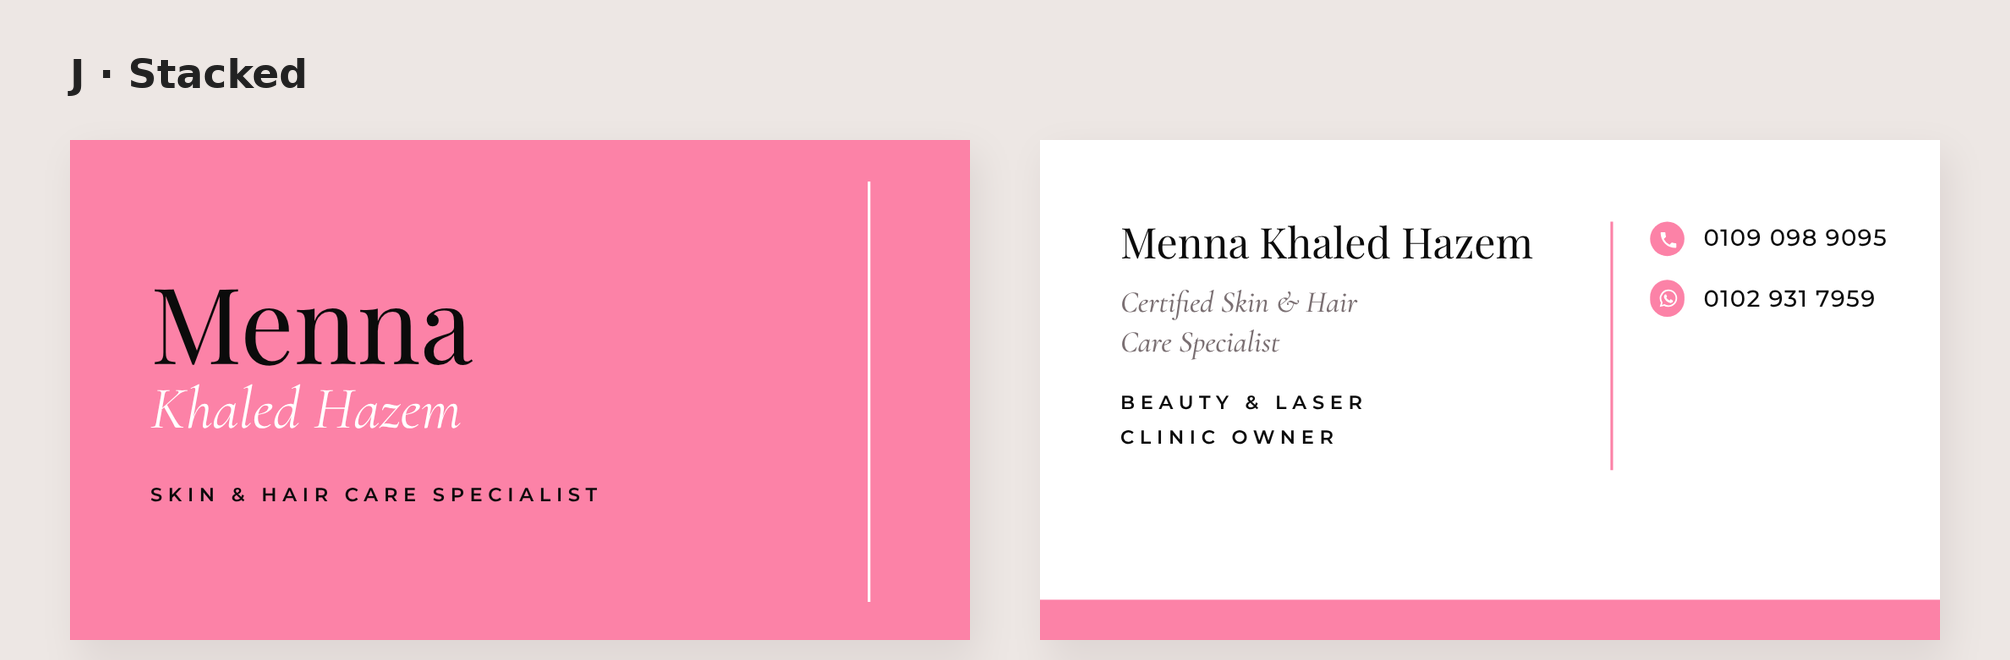 J · Stacked
Menna
Khaled Hazem
SKIN & HAIR CARE SPECIALIST
Menna Khaled Hazem
Certified Skin & Hair
Care Specialist
BEAUTY & LASER
CLINIC OWNER
0109 098 9095
0102 931 7959